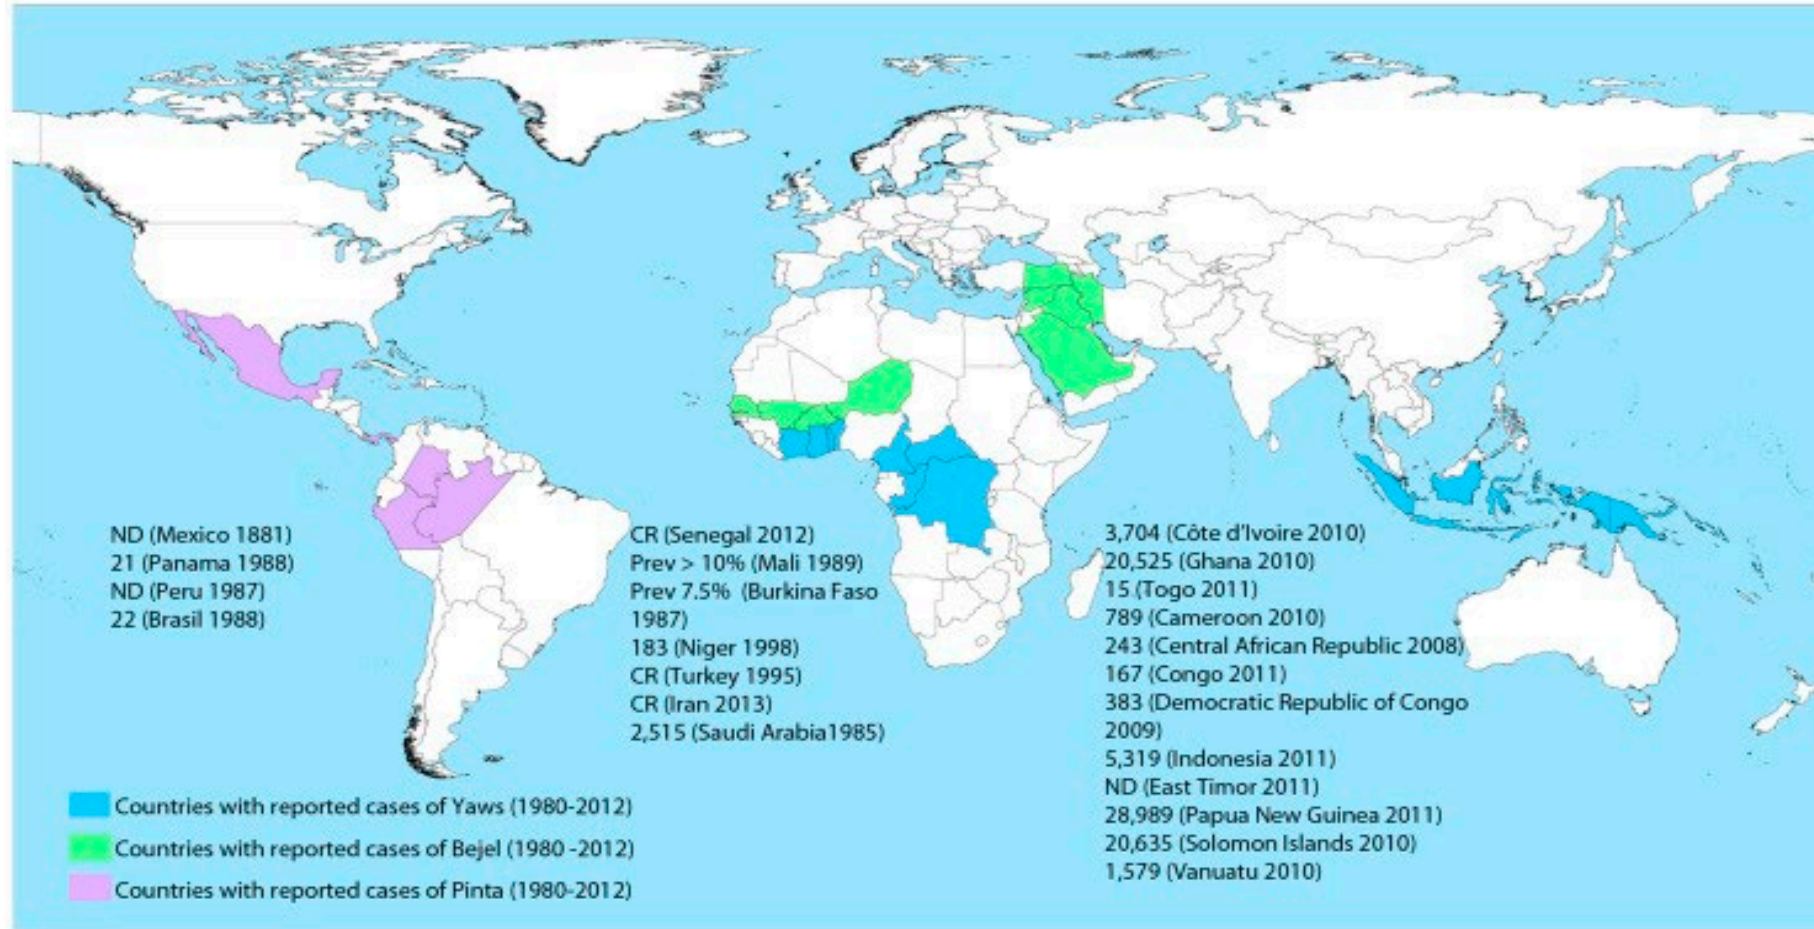 ND (Mexico 1881)
21 (Panama 1988)
ND (Peru 1987)
22 (Brasil 1988)
CR (Senegal 2012)
Prev > 10% (Mali 1989)
Prev 7.5% (Burkina Faso
1987)
183 (Niger 1998)
CR (Turkey 1995)
CR (Iran 2013)
2,515 (Saudi Arabia1985)
3,704 (Côte d'Ivoire 2010)
20,525 (Ghana 2010)
15 (Togo 2011)
789 (Cameroon 2010)
243 (Central African Republic 2008)
167 (Congo 2011)
383 (Democratic Republic of Congo
2009)
5,319 (Indonesia 2011)
ND (East Timor 2011)
28,989 (Papua New Guinea 2011)
20,635 (Solomon Islands 2010)
1,579 (Vanuatu 2010)
Countries with reported cases of Yaws (1980-2012)
Countries with reported cases of Bejel (1980 -2012)
Countries with reported cases of Pinta (1980-2012)